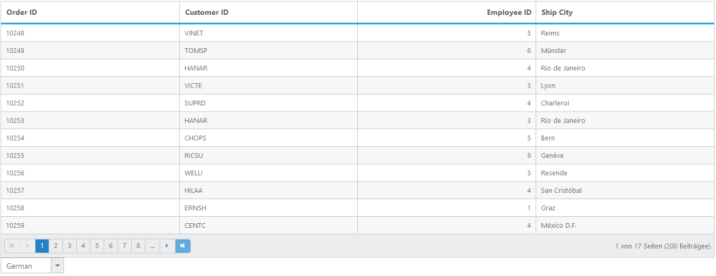 Order ID Customer ID Employee ID Ship City
10248 VINET 5 Reims
10249 TOMSP 6 Münster
10250 HANAR 4 Rio de Janeiro
10251 VICTE 3 Lyon
10252 SUPRD 4 Charleroi
10253 HANAR 3 Rio de Janeiro
10254 CHOPS 5 Bern
10255 RICSU 9 Genève
10256 WELLI 3 Resende
10257 HILAA 4 San Cristóbal
10258 ERNSH 1 Graz
10259 CENTC 4 México D.F.
1 2 3 4 5 6 7 8 ... 1 von 17 Seiten (200 Beiträgee)
German